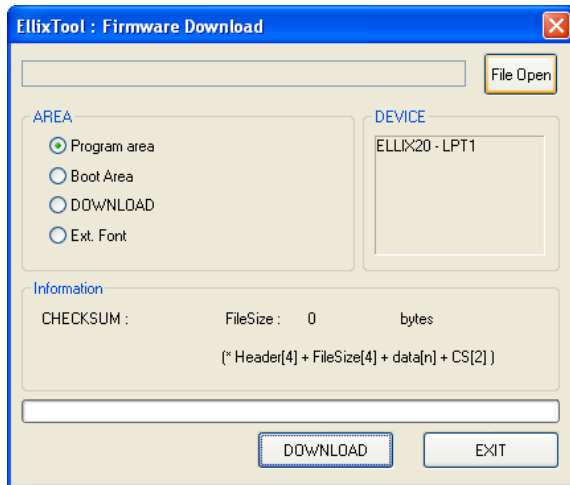 EllixTool : Firmware Download
File Open
AREA
Program area
Boot Area
DOWNLOAD
Ext. Font
DEVICE
ELLIX20 - LPT1
Information
CHECKSUM : FileSize : 0 bytes
(* Header[4] + FileSize[4] + data[n] + CS[2] )
DOWNLOAD EXIT